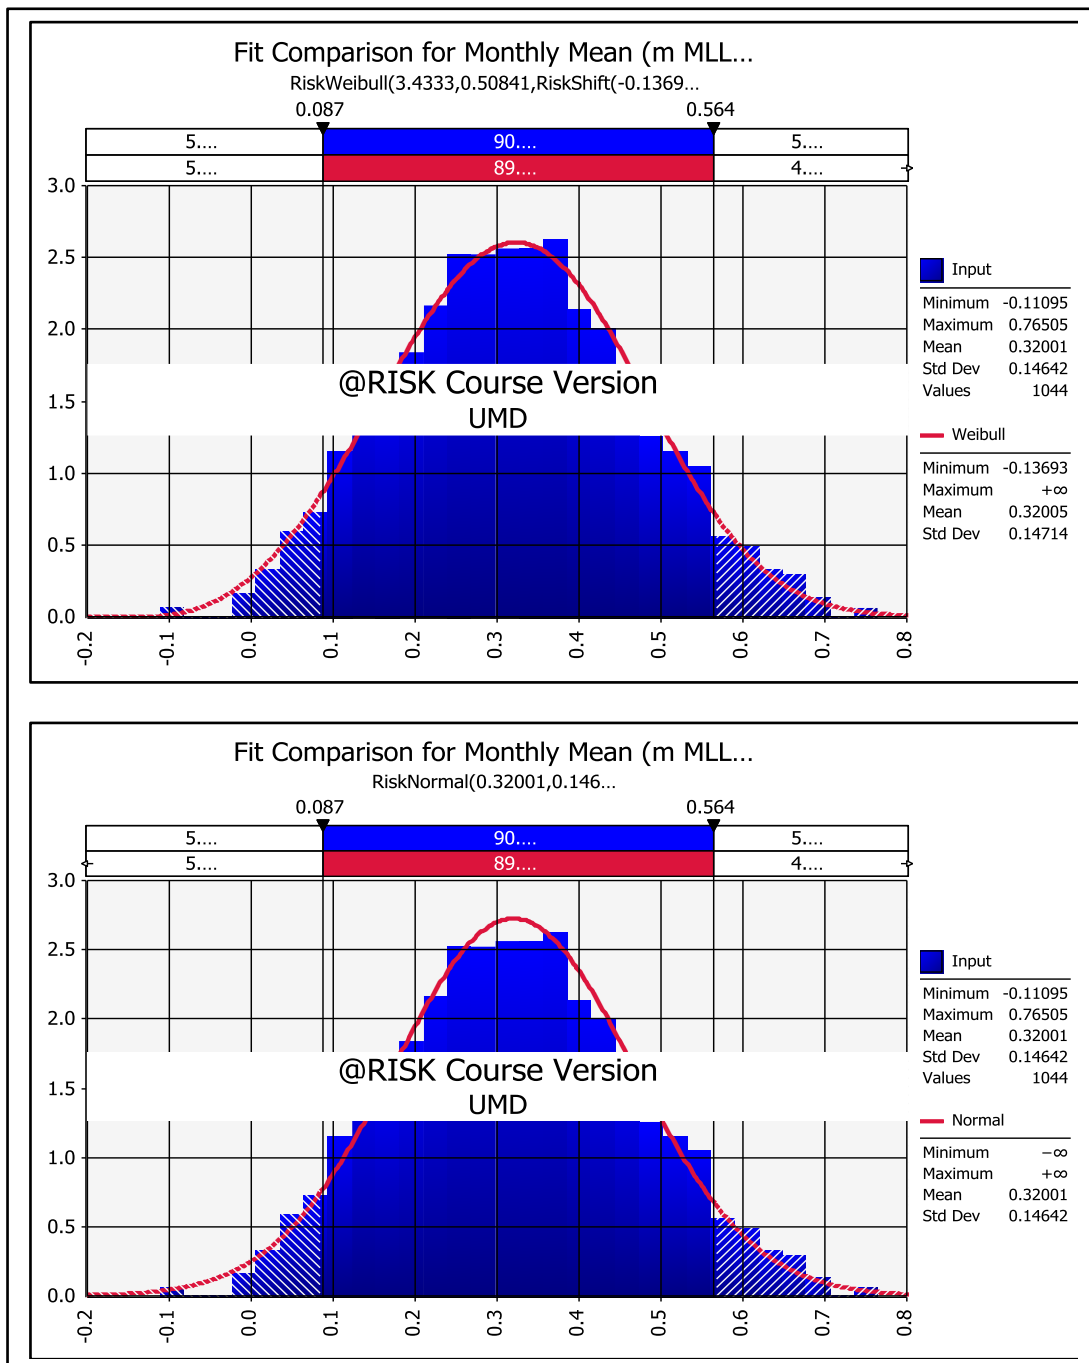 Fit Comparison for Monthly Mean (m MLL...
RiskWeibull(3.4333,0.50841,RiskShift(-0.1369...
0.087 0.564
5.... 90.... 5....
5.... 89.... 4....
3.0
2.5
2.0
1.5
1.0
0.5
0.0
@RISK Course Version
UMD
-0.2 -0.1 0.0 0.1 0.2 0.3 0.4 0.5 0.6 0.7 0.8
Input
Minimum -0.11095
Maximum 0.76505
Mean 0.32001
Std Dev 0.14642
Values 1044
Weibull
Minimum -0.13693
Maximum +∞
Mean 0.32005
Std Dev 0.14714
Fit Comparison for Monthly Mean (m MLL...
RiskNormal(0.32001,0.146...
0.087 0.564
5.... 90.... 5....
5.... 89.... 4....
3.0
2.5
2.0
1.5
1.0
0.5
0.0
@RISK Course Version
UMD
-0.2 -0.1 0.0 0.1 0.2 0.3 0.4 0.5 0.6 0.7 0.8
Input
Minimum -0.11095
Maximum 0.76505
Mean 0.32001
Std Dev 0.14642
Values 1044
Normal
Minimum −∞
Maximum +∞
Mean 0.32001
Std Dev 0.14642